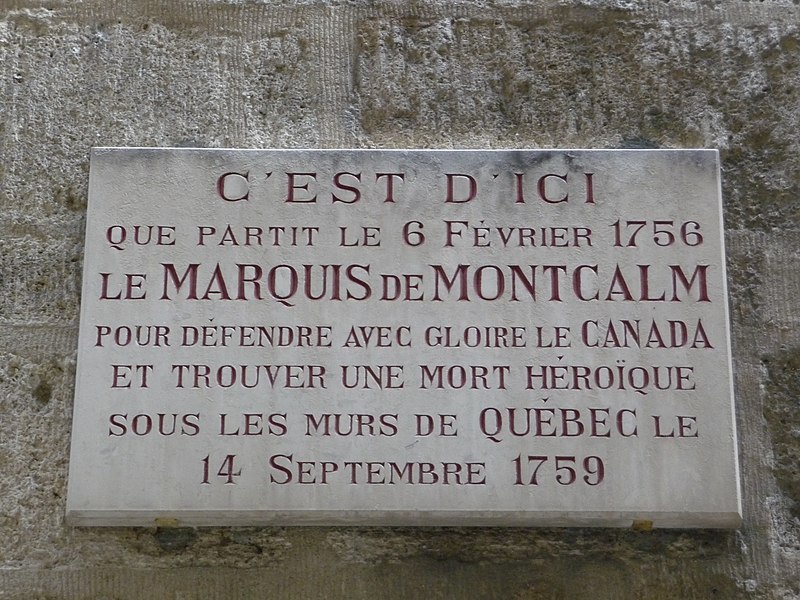 C'EST D'ICI
QUE PARTIT LE 6 FÉVRIER 1756
LE MARQUIS DE MONTCALM
POUR DÉFENDRE AVEC GLOIRE LE CANADA
ET TROUVER UNE MORT HÉROÏQUE
SOUS LES MURS DE QUÉBEC LE
14 SEPTEMBRE 1759